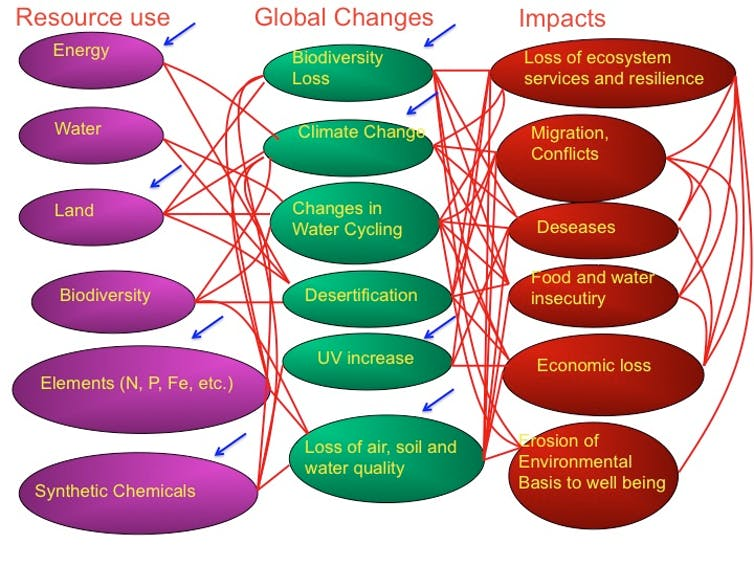 Resource use
Global Changes
Impacts
Energy
Water
Land
Biodiversity
Elements (N, P, Fe, etc.)
Synthetic Chemicals
Biodiversity
Loss
Climate Change
Changes in
Water Cycling
Desertification
UV increase
Loss of air, soil and
water quality
Loss of ecosystem
services and resilience
Migration,
Conflicts
Deseases
Food and water
insecutiry
Economic loss
Erosion of
Environmental
Basis to well being